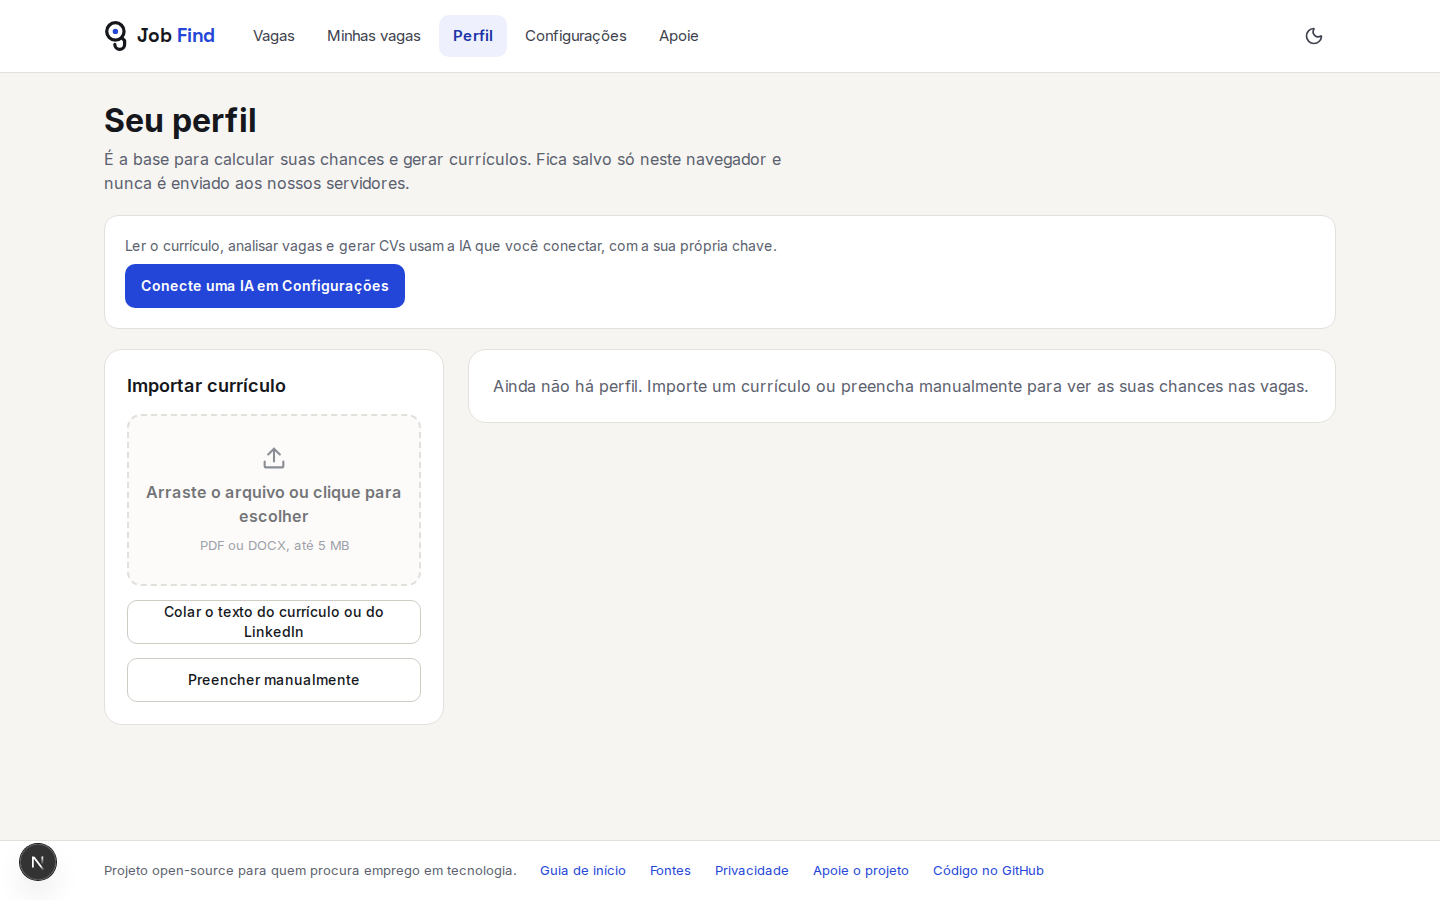 Job Find
Vagas
Minhas vagas
Perfil
Configurações
Apoie
Seu perfil
É a base para calcular suas chances e gerar currículos. Fica salvo só neste navegador e
nunca é enviado aos nossos servidores.
Ler o currículo, analisar vagas e gerar CVs usam a IA que você conectar, com a sua própria chave.
Conecte uma IA em Configurações
Importar currículo
Arraste o arquivo ou clique para
escolher
PDF ou DOCX, até 5 MB
Colar o texto do currículo ou do
LinkedIn
Preencher manualmente
Ainda não há perfil. Importe um currículo ou preencha manualmente para ver as suas chances nas vagas.
N
Projeto open-source para quem procura emprego em tecnologia.
Guia de início
Fontes
Privacidade
Apoie o projeto
Código no GitHub